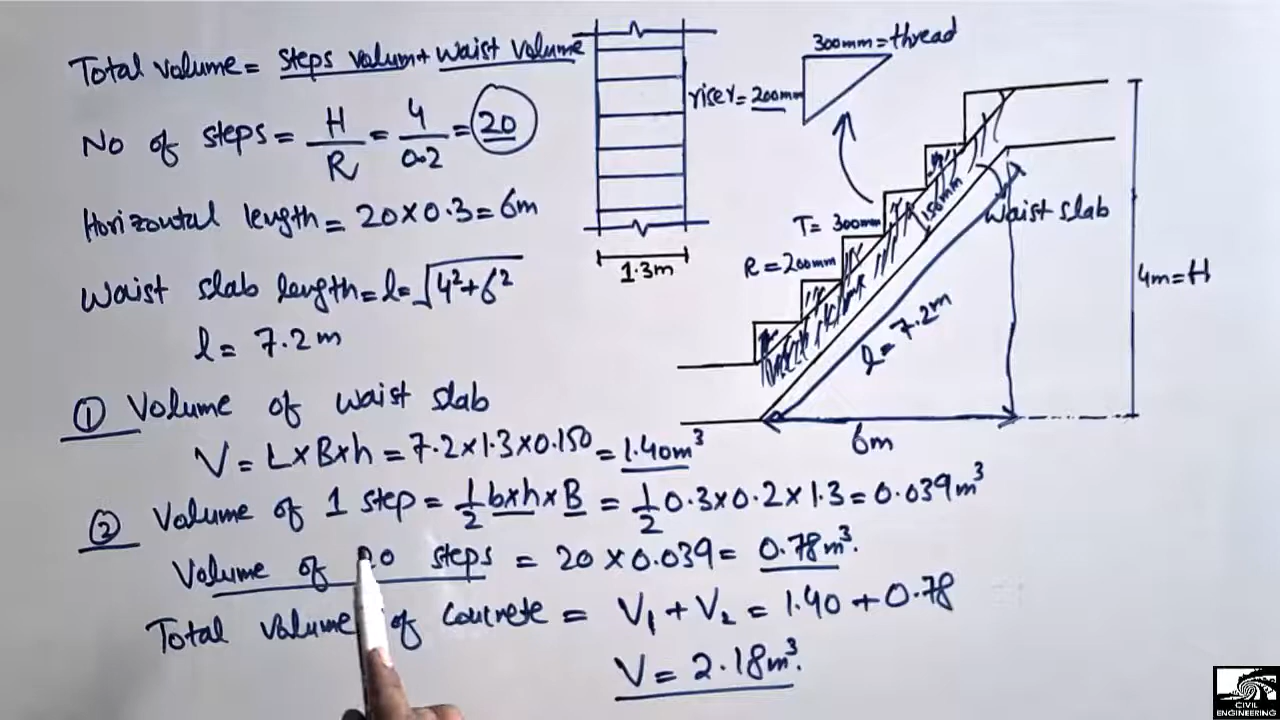 Total volume = steps volum + waist volume
No of steps = H/R = 4/0.2 = 20
Horizontal length = 20 × 0.3 = 6m
Waist slab length = l = √4²+6²
l = 7.2 m
① Volume of waist slab
V = L×B×h = 7.2×1.3×0.150 = 1.40m³
② Volume of 1 step = 1/2 b×h×B = 1/2 0.3×0.2×1.3 = 0.039m³
Volume of 20 steps = 20 × 0.039 = 0.78m³.
Total volume of concrete = V₁ + V₂ = 1.40 + 0.78
V = 2.18m³.
1.3m
300mm = thread
riser = 200mm
T = 300mm
R = 200mm
150mm
Waist slab
4m = H
l = 7.2m
6m
CIVIL
ENGINEERING